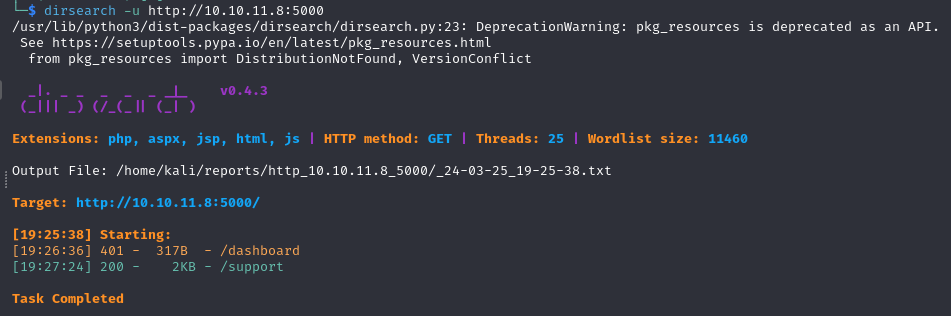 └─$ dirsearch -u http://10.10.11.8:5000
/usr/lib/python3/dist-packages/dirsearch/dirsearch.py:23: DeprecationWarning: pkg_resources is deprecated as an API.
See https://setuptools.pypa.io/en/latest/pkg_resources.html
from pkg_resources import DistributionNotFound, VersionConflict
_|. _ _  _  _  _ _|_    v0.4.3
(_||| _) (/_(_|| (_| )
Extensions: php, aspx, jsp, html, js | HTTP method: GET | Threads: 25 | Wordlist size: 11460
Output File: /home/kali/reports/http_10.10.11.8_5000/_24-03-25_19-25-38.txt
Target: http://10.10.11.8:5000/
[19:25:38] Starting:
[19:26:36] 401 -  317B  - /dashboard
[19:27:24] 200 -    2KB - /support
Task Completed